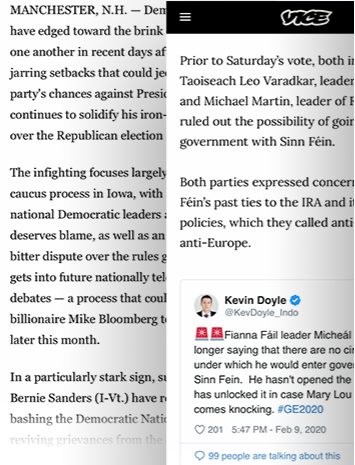 MANCHESTER, N.H. — Dem
have edged toward the brink
one another in recent days af
jarring setbacks that could jeo
party's chances against Presid
continues to solidify his iron-
over the Republican election
The infighting focuses largely
caucus process in Iowa, with
national Democratic leaders a
deserves blame, as well as an
bitter dispute over the rules g
gets into future nationally tele
debates — a process that coul
billionaire Mike Bloomberg to
later this month.
In a particularly stark sign, su
Bernie Sanders (I-Vt.) have re
bashing the Democratic Natio
reviving grievances from the
VICE
Prior to Saturday's vote, both in
Taoiseach Leo Varadkar, leader
and Michael Martin, leader of F
ruled out the possibility of goin
government with Sinn Féin.
Both parties expressed concern
Féin's past ties to the IRA and it
policies, which they called anti-
anti-Europe.
Kevin Doyle
@KevDoyle_Indo
🚨🚨Fianna Fáil leader Micheál
longer saying that there are no cir
under which he would enter gover
Sinn Fein. He hasn't opened the
has unlocked it in case Mary Lou
comes knocking. #GE2020
201 5:47 PM - Feb 9, 2020
99 people are talking about this